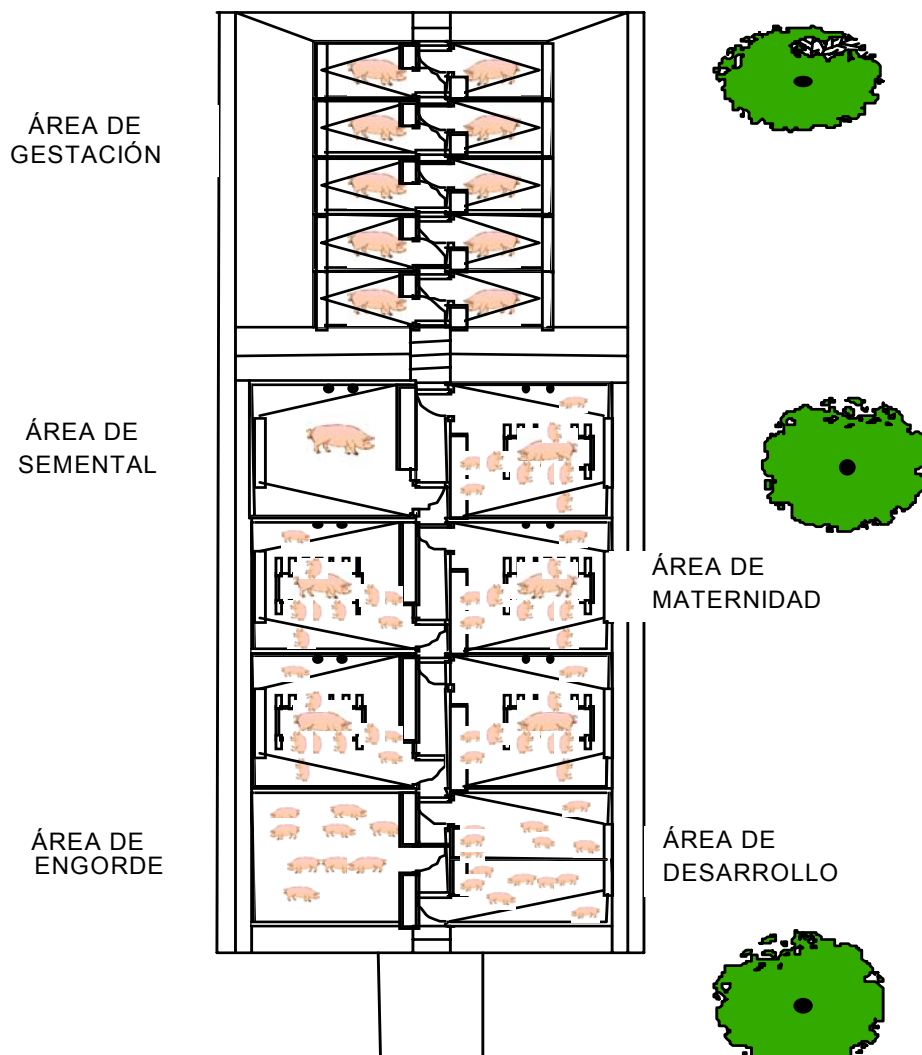 ÁREA DE
GESTACIÓN
ÁREA DE
SEMENTAL
ÁREA DE
MATERNIDAD
ÁREA DE
ENGORDE
ÁREA DE
DESARROLLO